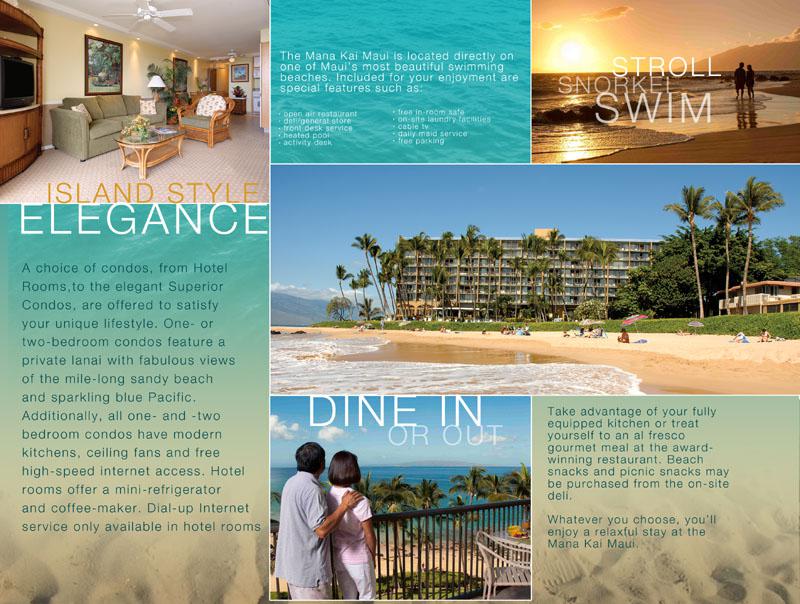 ISLAND STYLE
ELEGANCE
A choice of condos, from Hotel
Rooms,to the elegant Superior
Condos, are offered to satisfy
your unique lifestyle. One- or
two-bedroom condos feature a
private lanai with fabulous views
of the mile-long sandy beach
and sparkling blue Pacific.
Additionally, all one- and -two
bedroom condos have modern
kitchens, ceiling fans and free
high-speed internet access. Hotel
rooms offer a mini-refrigerator
and coffee-maker. Dial-up Internet
service only available in hotel rooms
The Mana Kai Maui is located directly on
one of Maui's most beautiful swimming
beaches. Included for your enjoyment are
special features such as:
• open air restaurant
• deli/general store
• front desk service
• heated pool
• activity desk
• free in-room safe
• on-site laundry facilities
• cable tv
• daily maid service
• free parking
STROLL
SNORKEL
SWIM
DINE IN
OR OUT
Take advantage of your fully
equipped kitchen or treat
yourself to an al fresco
gourmet meal at the award-
winning restaurant. Beach
snacks and picnic snacks may
be purchased from the on-site
deli.
Whatever you choose, you'll
enjoy a relaxful stay at the
Mana Kai Maui.